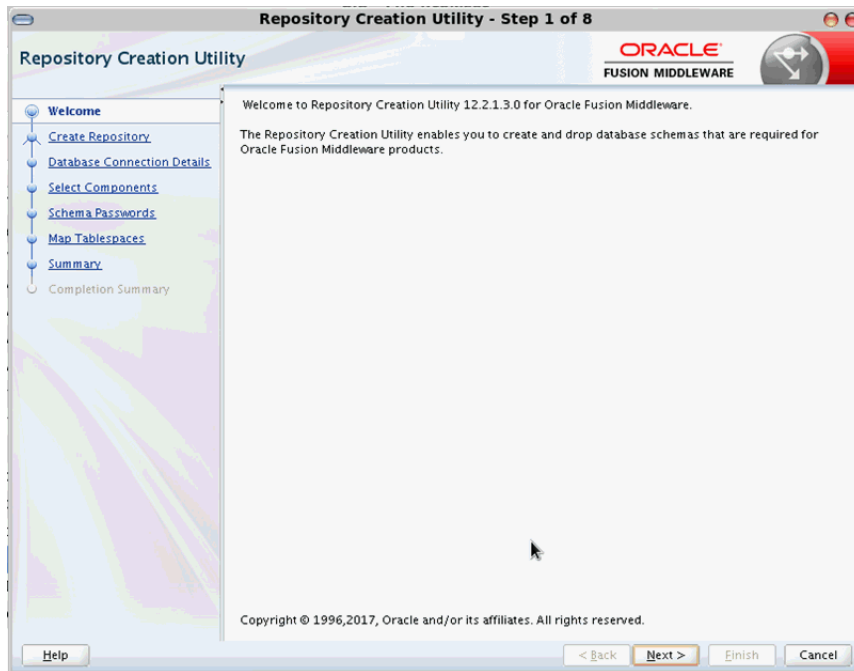 Repository Creation Utility - Step 1 of 8
Repository Creation Utility
ORACLE
FUSION MIDDLEWARE
Welcome
Create Repository
Database Connection Details
Select Components
Schema Passwords
Map Tablespaces
Summary
Completion Summary
Welcome to Repository Creation Utility 12.2.1.3.0 for Oracle Fusion Middleware.
The Repository Creation Utility enables you to create and drop database schemas that are required for
Oracle Fusion Middleware products.
Copyright © 1996,2017, Oracle and/or its affiliates. All rights reserved.
Help
< Back
Next >
Finish
Cancel